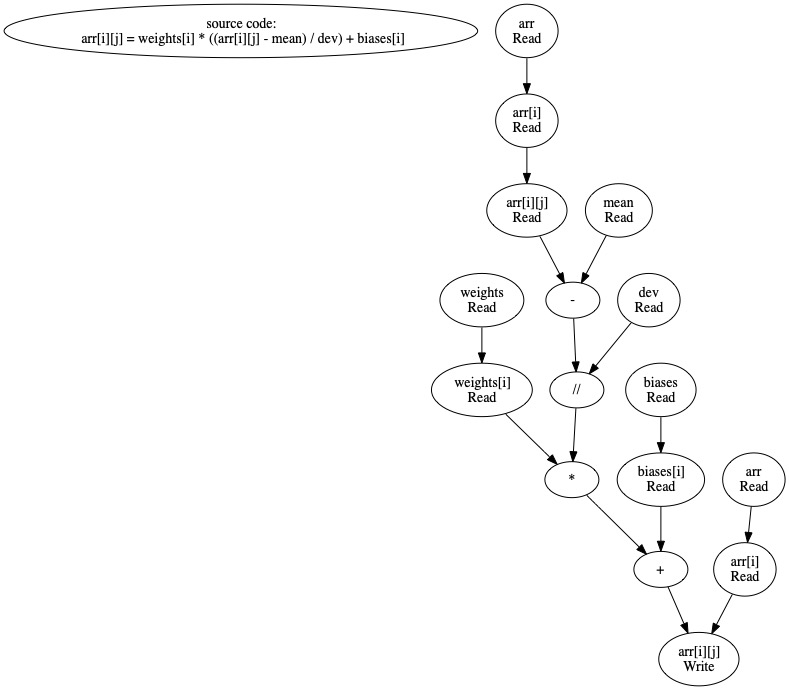 source code:
arr[i][j] = weights[i] * ((arr[i][j] - mean) / dev) + biases[i]
arr
Read
arr[i]
Read
arr[i][j]
Read
mean
Read
weights
Read
-
dev
Read
weights[i]
Read
//
biases
Read
*
biases[i]
Read
arr
Read
+
arr[i]
Read
arr[i][j]
Write